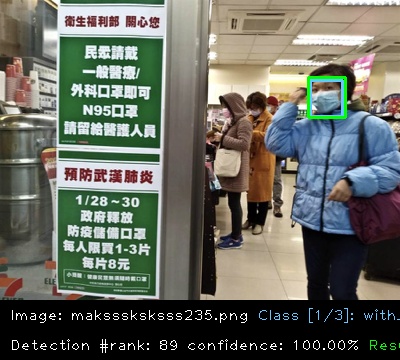 衛生福利部 關心您
民眾請戴
一般醫療/
外科口罩即可
N95口罩
請留給醫護人員
預防武漢肺炎
1/28~30
政府釋放
防疫儲備口罩
每人限買1-3片
每片8元
Image: maksssksksss235.png Class [1/3]: with_
Detection #rank: 89 confidence: 100.00% Res